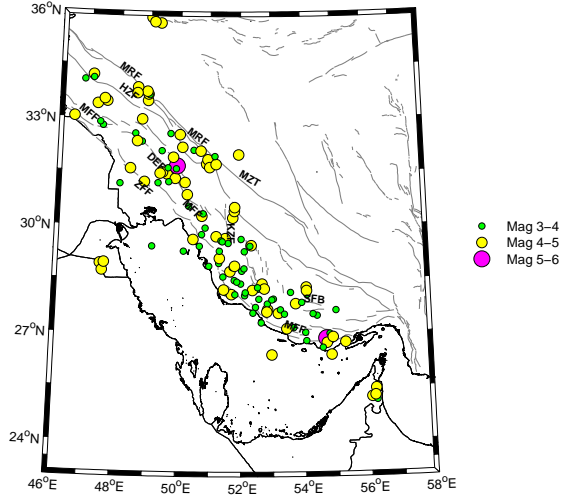 36°N
MRF
HZF
MFF
33°N
MRF
DEF
MZT
ZFF
MFF
30°N
KZF
Mag 3–4
Mag 4–5
Mag 5–6
SFB
MFF
27°N
24°N
46°E 48°E 50°E 52°E 54°E 56°E 58°E